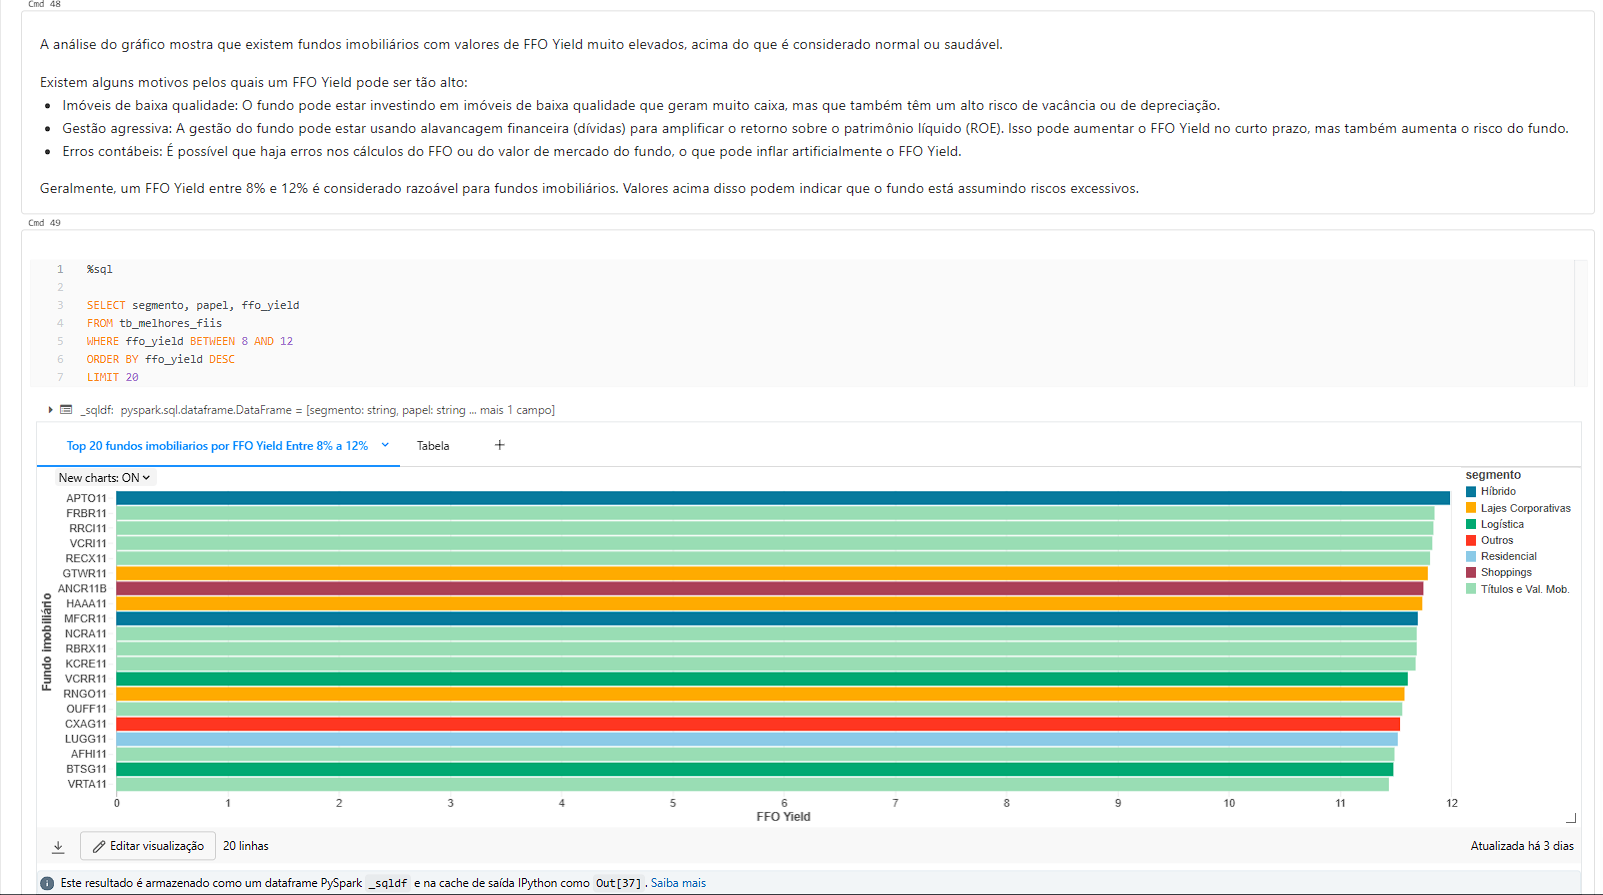 Cmd 48
A análise do gráfico mostra que existem fundos imobiliários com valores de FFO Yield muito elevados, acima do que é considerado normal ou saudável.
Existem alguns motivos pelos quais um FFO Yield pode ser tão alto:
• Imóveis de baixa qualidade: O fundo pode estar investindo em imóveis de baixa qualidade que geram muito caixa, mas que também têm um alto risco de vacância ou de depreciação.
• Gestão agressiva: A gestão do fundo pode estar usando alavancagem financeira (dívidas) para amplificar o retorno sobre o patrimônio líquido (ROE). Isso pode aumentar o FFO Yield no curto prazo, mas também aumenta o risco do fundo.
• Erros contábeis: É possível que haja erros nos cálculos do FFO ou do valor de mercado do fundo, o que pode inflar artificialmente o FFO Yield.
Geralmente, um FFO Yield entre 8% e 12% é considerado razoável para fundos imobiliários. Valores acima disso podem indicar que o fundo está assumindo riscos excessivos.
Cmd 49
1 %sql
2
3 SELECT segmento, papel, ffo_yield
4 FROM tb_melhores_fiis
5 WHERE ffo_yield BETWEEN 8 AND 12
6 ORDER BY ffo_yield DESC
7 LIMIT 20
_sqldf: pyspark.sql.dataframe.DataFrame = [segmento: string, papel: string ... mais 1 campo]
Top 20 fundos imobiliarios por FFO Yield Entre 8% a 12% Tabela +
New charts: ON
segmento
Híbrido
Lajes Corporativas
Logística
Outros
Residencial
Shoppings
Títulos e Val. Mob.
Fundo imobiliário
APTO11
FRBR11
RRCI11
VCRI11
RECX11
GTWR11
ANCR11B
HAAA11
MFCR11
NCRA11
RBRX11
KCRE11
VCRR11
RNGO11
OUFF11
CXAG11
LUGG11
AFHI11
BTSG11
VRTA11
0 1 2 3 4 5 6 7 8 9 10 11 12
FFO Yield
Editar visualização 20 linhas Atualizada há 3 dias
Este resultado é armazenado como um dataframe PySpark _sqldf e na cache de saída IPython como Out[37] . Saiba mais